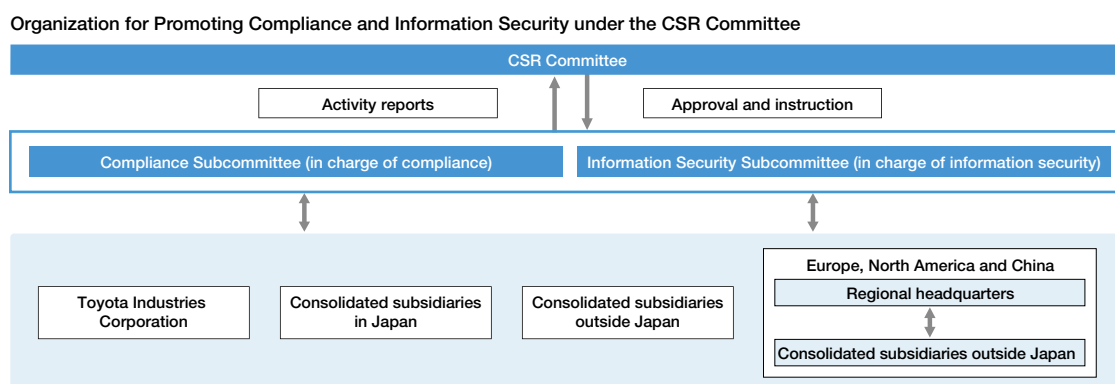 Organization for Promoting Compliance and Information Security under the CSR Committee
CSR Committee
Activity reports
Approval and instruction
Compliance Subcommittee (in charge of compliance)
Information Security Subcommittee (in charge of information security)
Toyota Industries
Corporation
Consolidated subsidiaries
in Japan
Consolidated subsidiaries
outside Japan
Europe, North America and China
Regional headquarters
Consolidated subsidiaries outside Japan